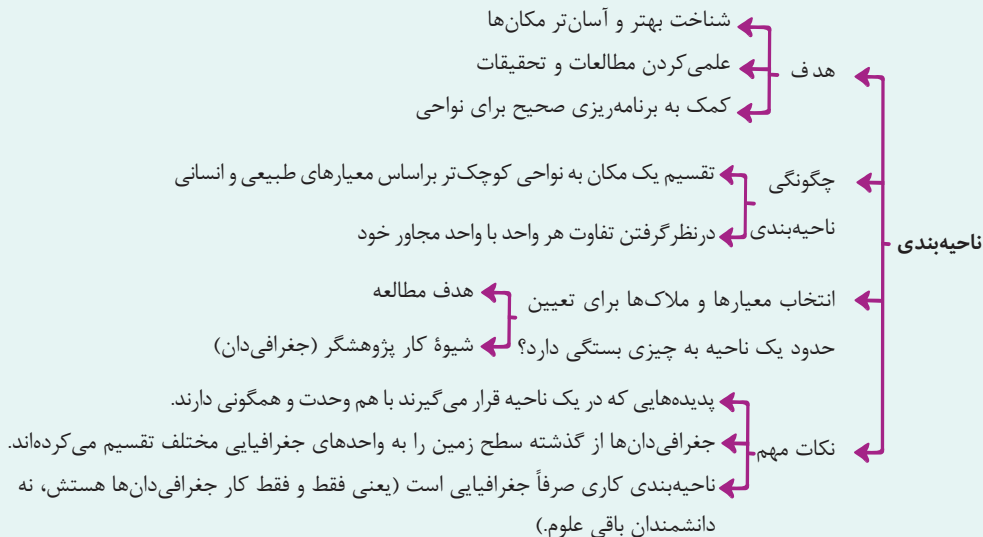 ناحیه‌بندی
هدف
شناخت بهتر و آسان‌تر مکان‌ها
علمی‌کردن مطالعات و تحقیقات
کمک به برنامه‌ریزی صحیح برای نواحی
چگونگی
ناحیه‌بندی
تقسیم یک مکان به نواحی کوچک‌تر براساس معیارهای طبیعی و انسانی
درنظرگرفتن تفاوت هر واحد با واحد مجاور خود
انتخاب معیارها و ملاک‌ها برای تعیین
حدود یک ناحیه به چیزی بستگی دارد؟
هدف مطالعه
شیوهٔ کار پژوهشگر (جغرافی‌دان)
نکات مهم
پدیده‌هایی که در یک ناحیه قرار می‌گیرند با هم وحدت و همگونی دارند.
جغرافی‌دان‌ها از گذشته سطح زمین را به واحدهای جغرافیایی مختلف تقسیم می‌کرده‌اند.
ناحیه‌بندی کاری صرفاً جغرافیایی است (یعنی فقط و فقط کار جغرافی‌دان‌ها هستش، نه
دانشمندان باقی علوم.)